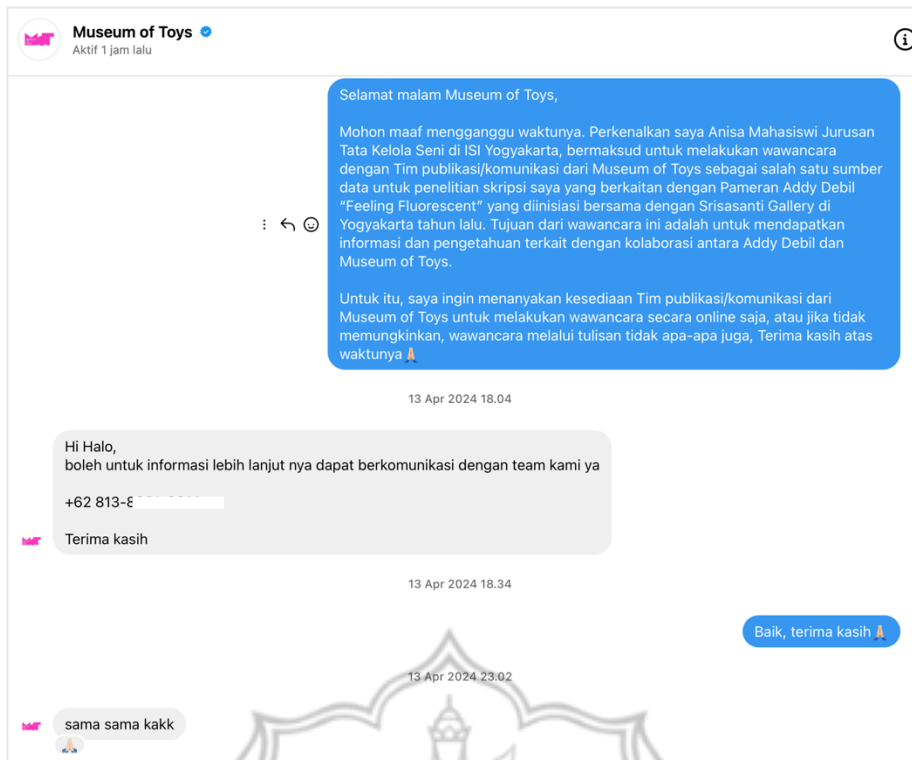 Museum of Toys
Aktif 1 jam lalu
Selamat malam Museum of Toys,
Mohon maaf mengganggu waktunya. Perkenalkan saya Anisa Mahasiswi Jurusan
Tata Kelola Seni di ISI Yogyakarta, bermaksud untuk melakukan wawancara
dengan Tim publikasi/komunikasi dari Museum of Toys sebagai salah satu sumber
data untuk penelitian skripsi saya yang berkaitan dengan Pameran Addy Debil
“Feeling Fluorescent” yang diinisiasi bersama dengan Srisasanti Gallery di
Yogyakarta tahun lalu. Tujuan dari wawancara ini adalah untuk mendapatkan
informasi dan pengetahuan terkait dengan kolaborasi antara Addy Debil dan
Museum of Toys.
Untuk itu, saya ingin menanyakan kesediaan Tim publikasi/komunikasi dari
Museum of Toys untuk melakukan wawancara secara online saja, atau jika tidak
memungkinkan, wawancara melalui tulisan tidak apa-apa juga, Terima kasih atas
waktunya🙏🏼
13 Apr 2024 18.04
Hi Halo,
boleh untuk informasi lebih lanjut nya dapat berkomunikasi dengan team kami ya
+62 813-8
Terima kasih
13 Apr 2024 18.34
Baik, terima kasih🙏🏼
13 Apr 2024 23.02
sama sama kakk
🙏🏼